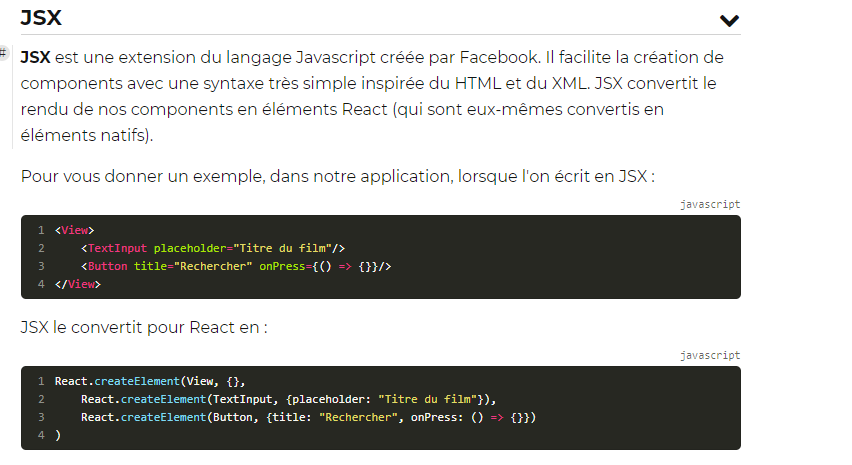 JSX
#
JSX est une extension du langage Javascript créée par Facebook. Il facilite la création de
components avec une syntaxe très simple inspirée du HTML et du XML. JSX convertit le
rendu de nos components en éléments React (qui sont eux-mêmes convertis en
éléments natifs).
Pour vous donner un exemple, dans notre application, lorsque l'on écrit en JSX :
javascript
1 <View>
2     <TextInput placeholder="Titre du film"/>
3     <Button title="Rechercher" onPress={() => {}}/>
4 </View>
JSX le convertit pour React en :
javascript
1 React.createElement(View, {},
2     React.createElement(TextInput, {placeholder: "Titre du film"}),
3     React.createElement(Button, {title: "Rechercher", onPress: () => {}})
4 )